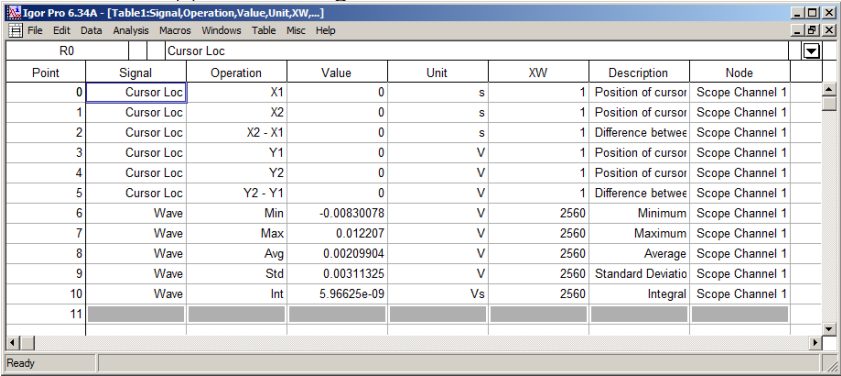 Igor Pro 6.34A - [Table1:Signal,Operation,Value,Unit,XW,...]
File Edit Data Analysis Macros Windows Table Misc Help
R0 Cursor Loc
Point Signal Operation Value Unit XW Description Node
0 Cursor Loc X1 0 s 1 Position of cursor Scope Channel 1
1 Cursor Loc X2 0 s 1 Position of cursor Scope Channel 1
2 Cursor Loc X2 - X1 0 s 1 Difference betwee Scope Channel 1
3 Cursor Loc Y1 0 V 1 Position of cursor Scope Channel 1
4 Cursor Loc Y2 0 V 1 Position of cursor Scope Channel 1
5 Cursor Loc Y2 - Y1 0 V 1 Difference betwee Scope Channel 1
6 Wave Min -0.00830078 V 2560 Minimum Scope Channel 1
7 Wave Max 0.012207 V 2560 Maximum Scope Channel 1
8 Wave Avg 0.00209904 V 2560 Average Scope Channel 1
9 Wave Std 0.00311325 V 2560 Standard Deviatio Scope Channel 1
10 Wave Int 5.96625e-09 Vs 2560 Integral Scope Channel 1
11
Ready